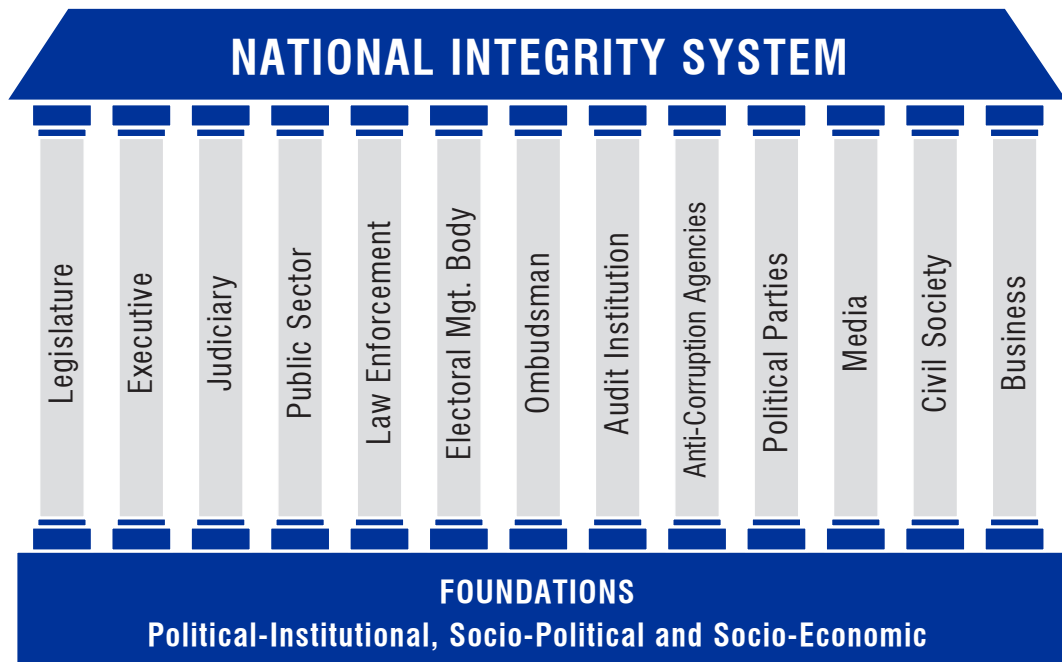 NATIONAL INTEGRITY SYSTEM
Legislature
Executive
Judiciary
Public Sector
Law Enforcement
Electoral Mgt. Body
Ombudsman
Audit Institution
Anti-Corruption Agencies
Political Parties
Media
Civil Society
Business
FOUNDATIONS
Political-Institutional, Socio-Political and Socio-Economic